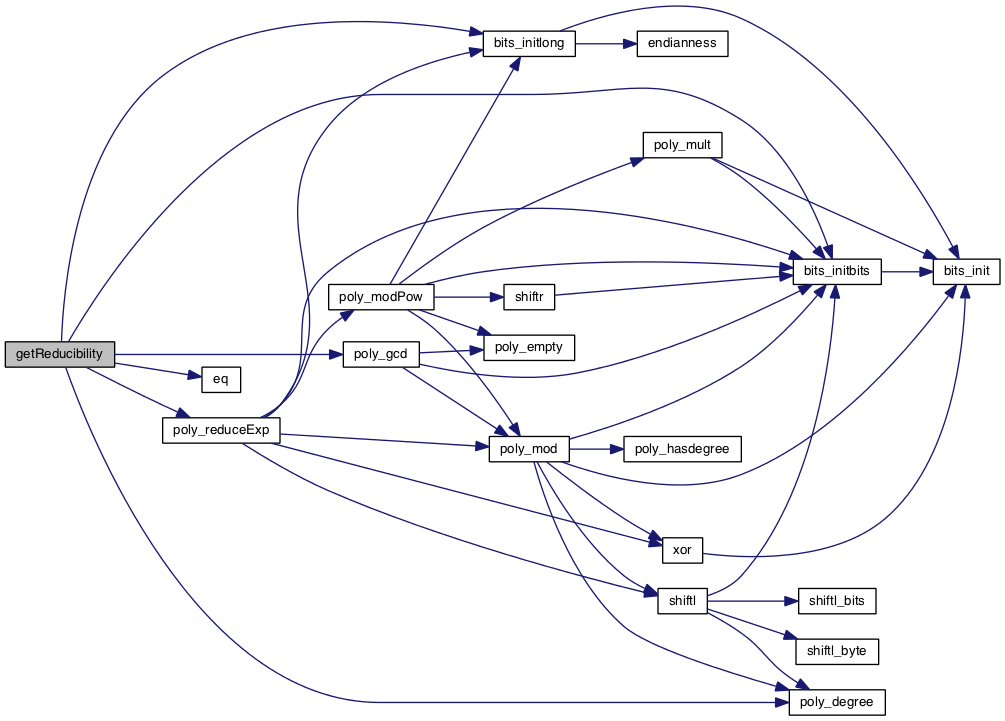 bits_initlong
endianness
poly_mult
bits_initbits
bits_init
poly_modPow
shiftr
poly_empty
getReducibility
poly_gcd
eq
poly_reduceExp
poly_mod
poly_hasdegree
xor
shiftl
shiftl_bits
shiftl_byte
poly_degree